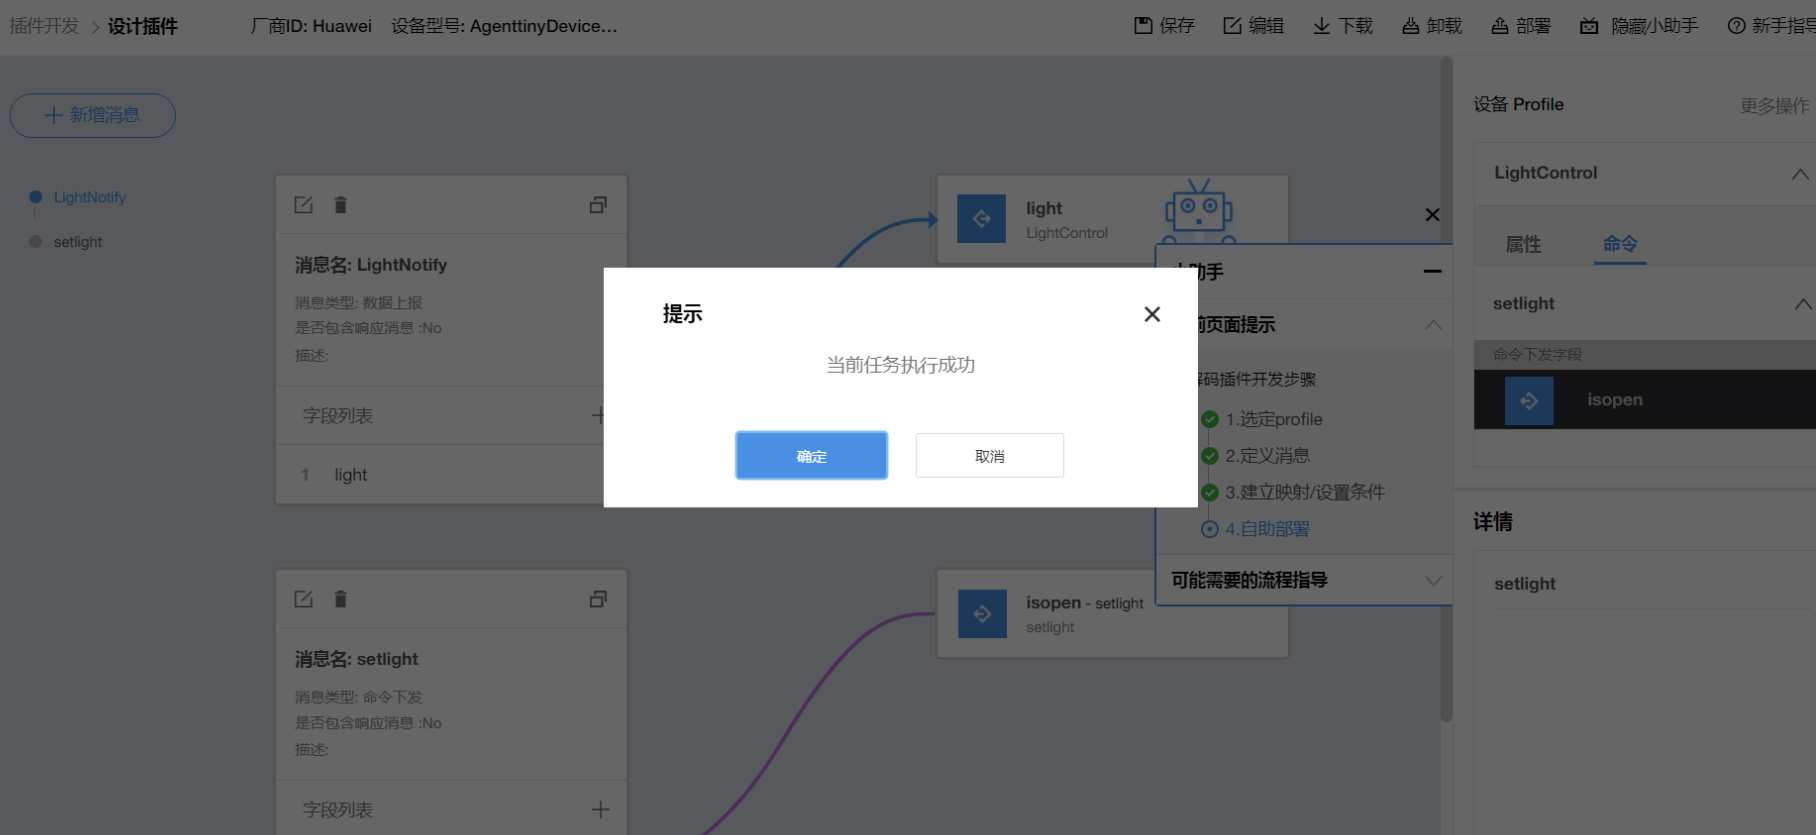 插件开发 设计插件 厂商ID: Huawei 设备型号: AgenttinyDevice... 保存 编辑 下载 卸载 部署 隐藏小助手
新增消息
LightNotify
setlight
消息名: LightNotify
消息类型: 数据上报
是否包含响应消息 :No
描述:
字段列表
1 light
消息名: setlight
消息类型: 命令下发
是否包含响应消息 :No
描述:
字段列表
light
LightControl
isopen - setlight
setlight
提示
当前任务执行成功
确定 取消
助手
页面提示
码插件开发步骤
1.选定profile
2.定义消息
3.建立映射/设置条件
4.自助部署
可能需要的流程指导
新手指导
设备 Profile 更多操作
LightControl
属性 命令
setlight
命令下发字段
isopen
详情
setlight